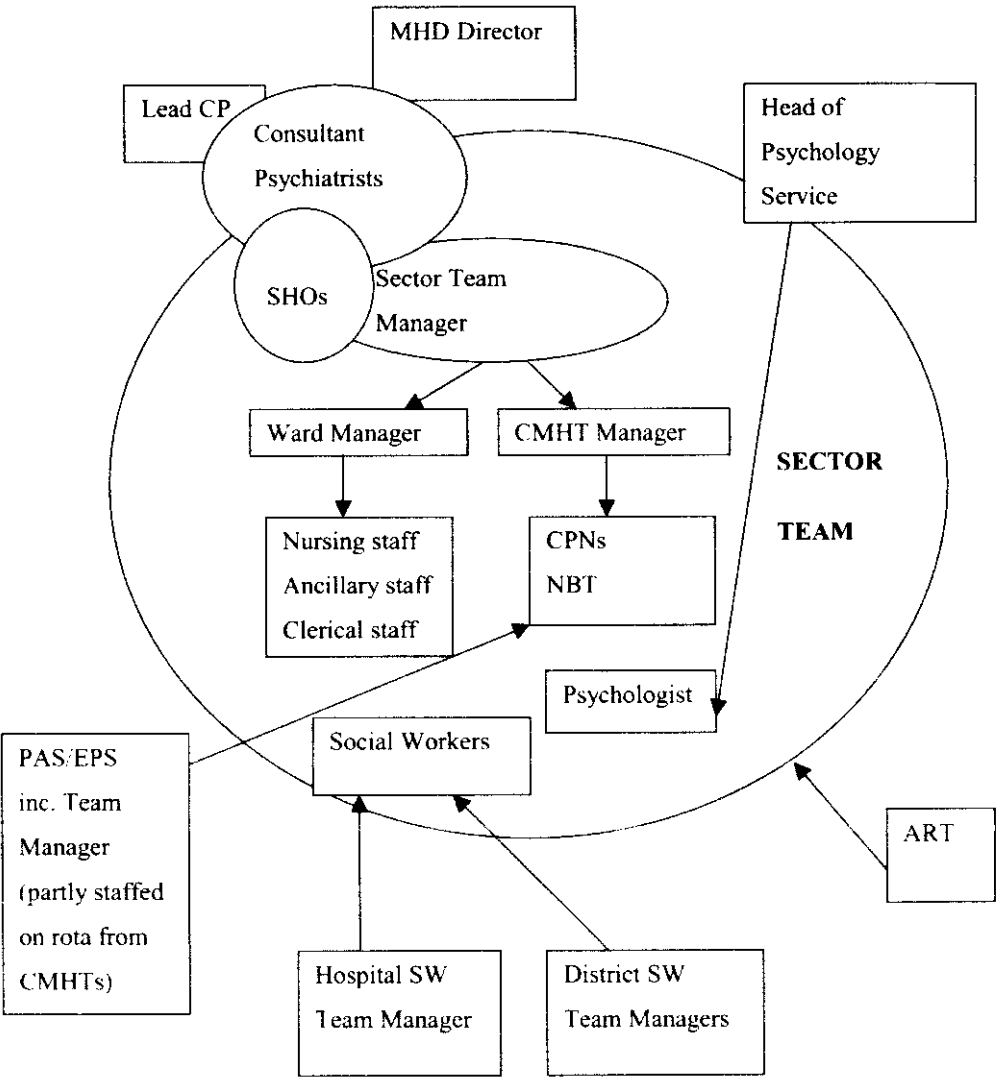 MHD Director
Lead CP
Consultant
Psychiatrists
Head of
Psychology
Service
SHOs
Sector Team
Manager
Ward Manager
CMHT Manager
SECTOR
TEAM
Nursing staff
Ancillary staff
Clerical staff
CPNs
NBT
Psychologist
Social Workers
PAS/EPS
inc. Team
Manager
(partly staffed
on rota from
CMHTs)
ART
Hospital SW
Team Manager
District SW
Team Managers